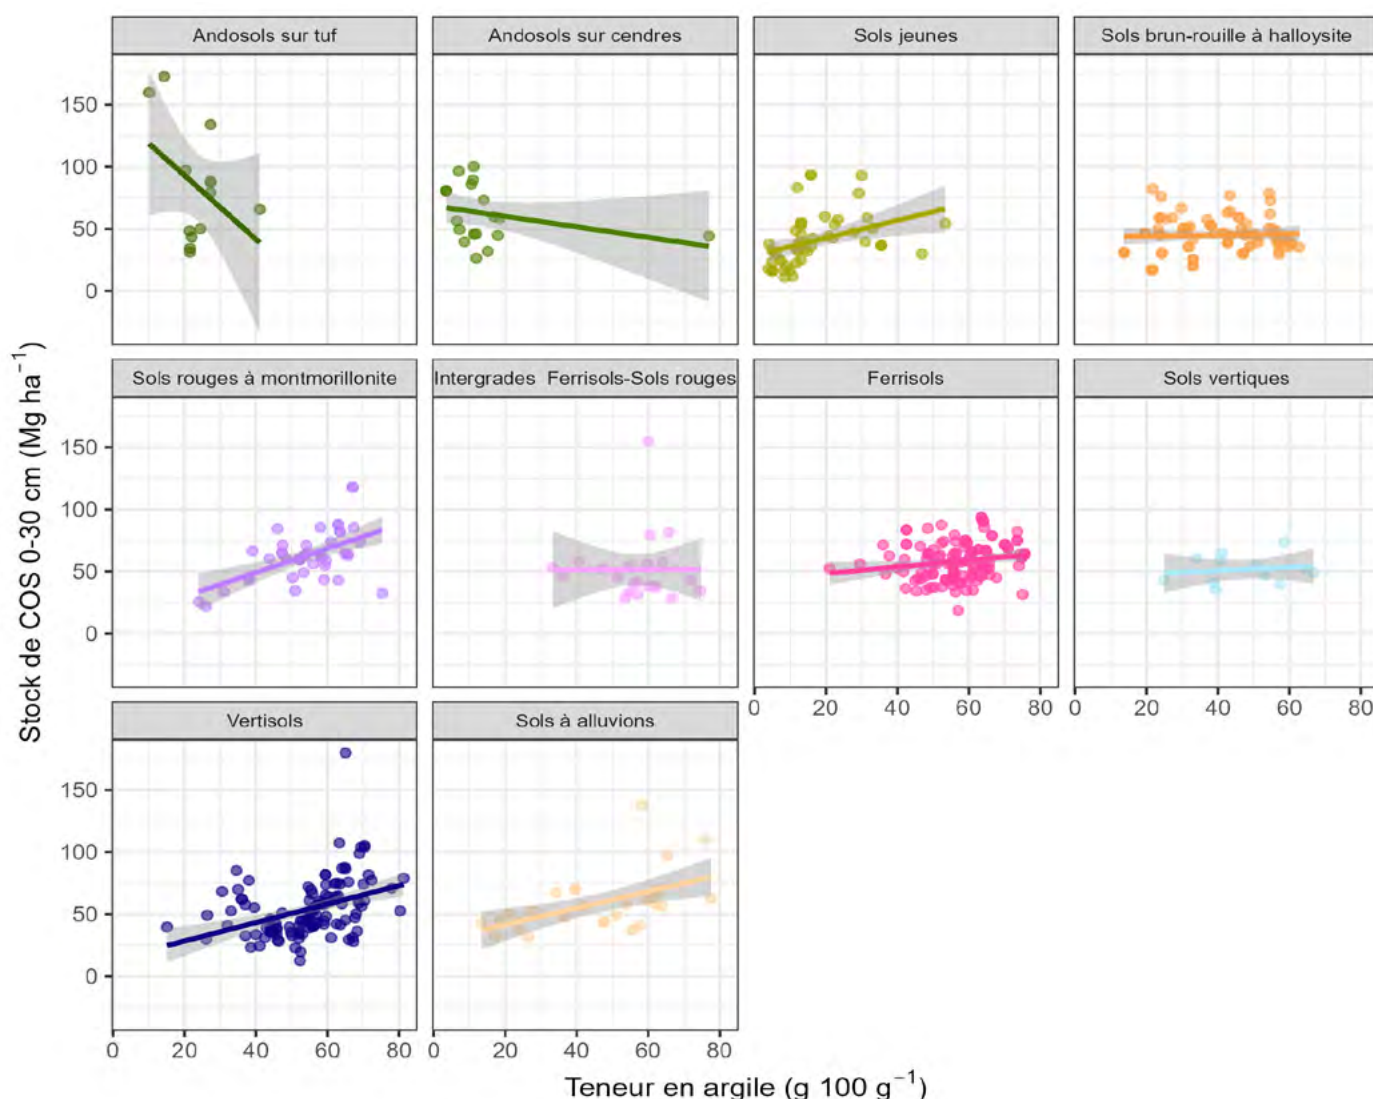 Andosols sur tuf
Andosols sur cendres
Sols jeunes
Sols brun-rouille à halloysite
150
100
50
0
Sols rouges à montmorillonite
Intergrades Ferrisols-Sols rouges
Ferrisols
Sols vertiques
150
100
50
0
0 20 40 60 80
0 20 40 60 80
Vertisols
Sols à alluvions
150
100
50
0
0 20 40 60 80
0 20 40 60 80
Stock de COS 0-30 cm (Mg ha⁻¹)
Teneur en argile (g 100 g⁻¹)